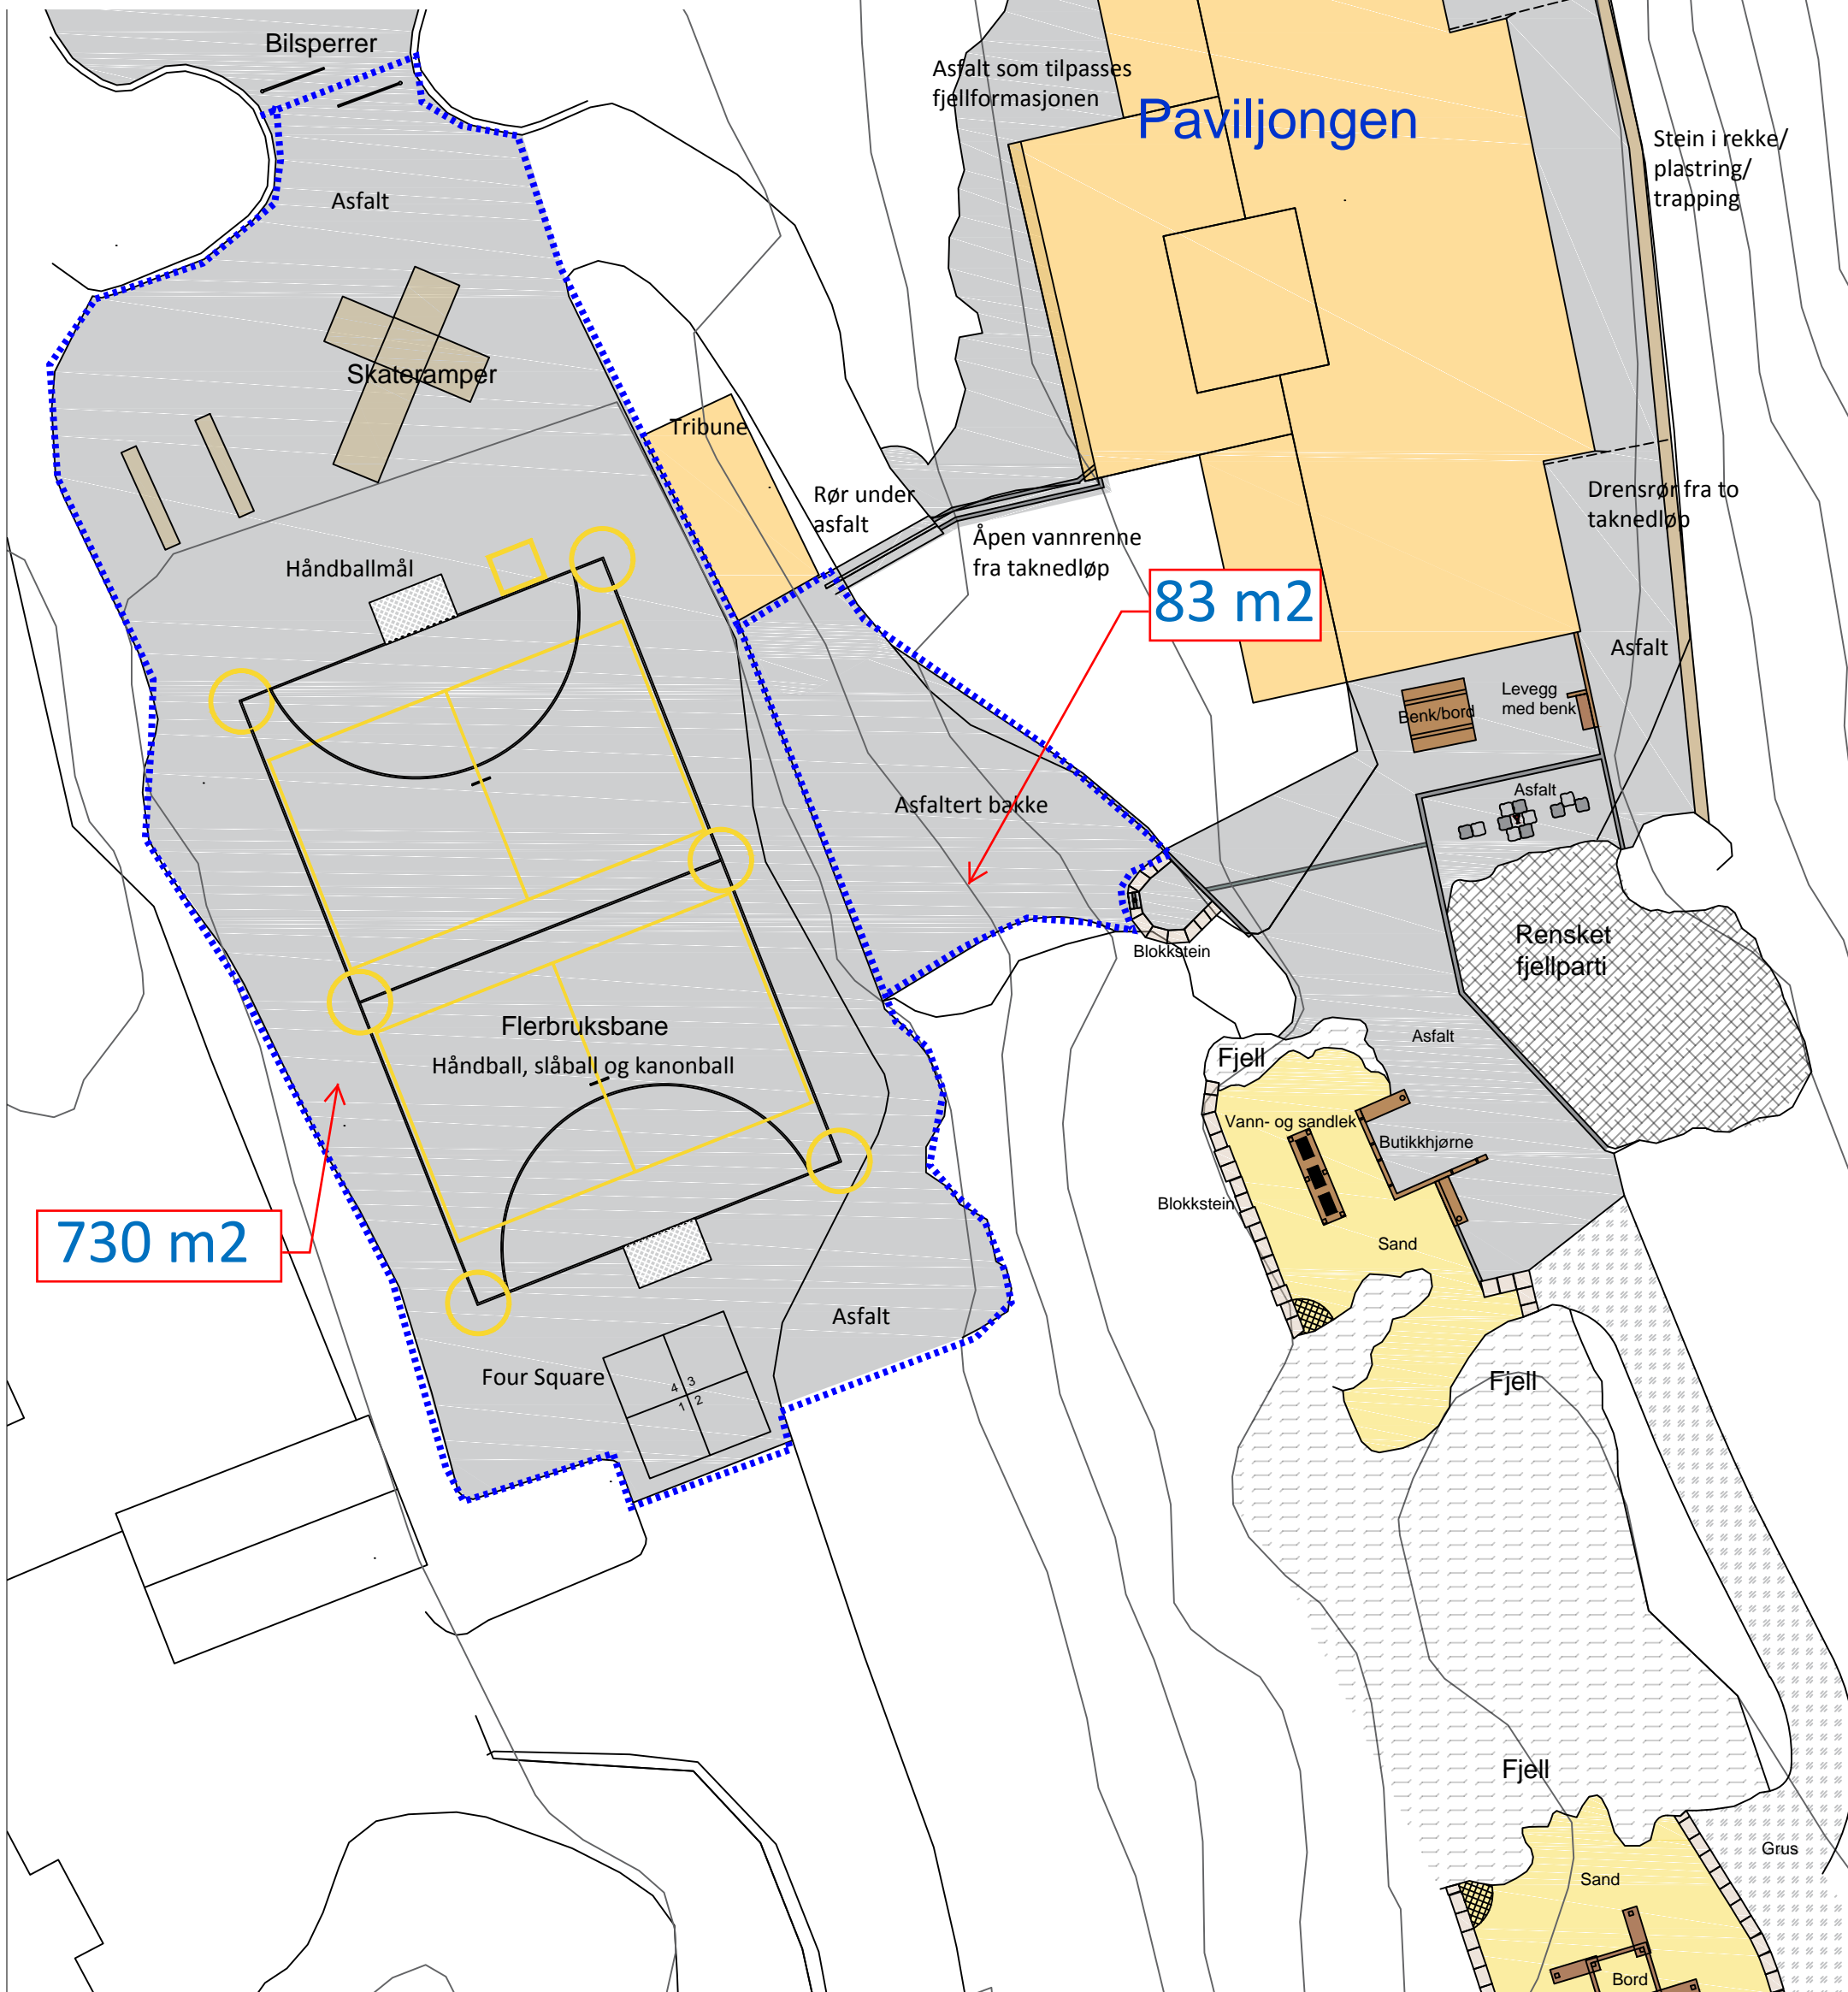 Bilsperrer
Asfalt som tilpasses
fjellformasjonen
Paviljongen
Stein i rekke/
plastring/
trapping
Asfalt
Skateramper
Tribune
Rør under
asfalt
Åpen vannrenne
fra taknedløp
Drensrør fra to
taknedløp
Håndballmål
83 m2
Asfalt
Levegg
med benk
Benk/bord
Asfalt
Asfaltert bakke
Blokkstein
Rensket
fjellparti
Flerbruksbane
Håndball, slåball og kanonball
Asfalt
Fjell
Vann- og sandlek
Butikkhjørne
Blokkstein
Sand
730 m2
Asfalt
Four Square
4 3
1 2
Fjell
Fjell
Grus
Sand
Bord